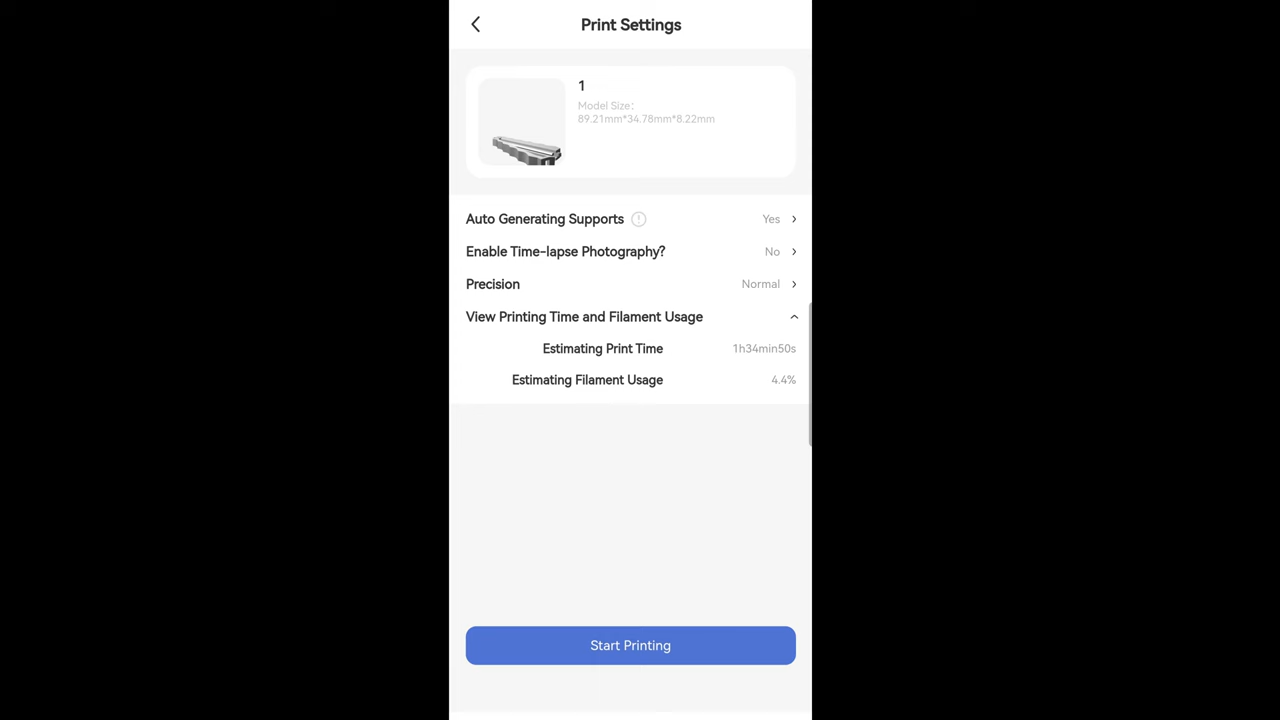 Print Settings
1
Model Size:
89.21mm*34.78mm*8.22mm
Auto Generating Supports Yes
Enable Time-lapse Photography? No
Precision Normal
View Printing Time and Filament Usage
Estimating Print Time 1h34min50s
Estimating Filament Usage 4.4%
Start Printing